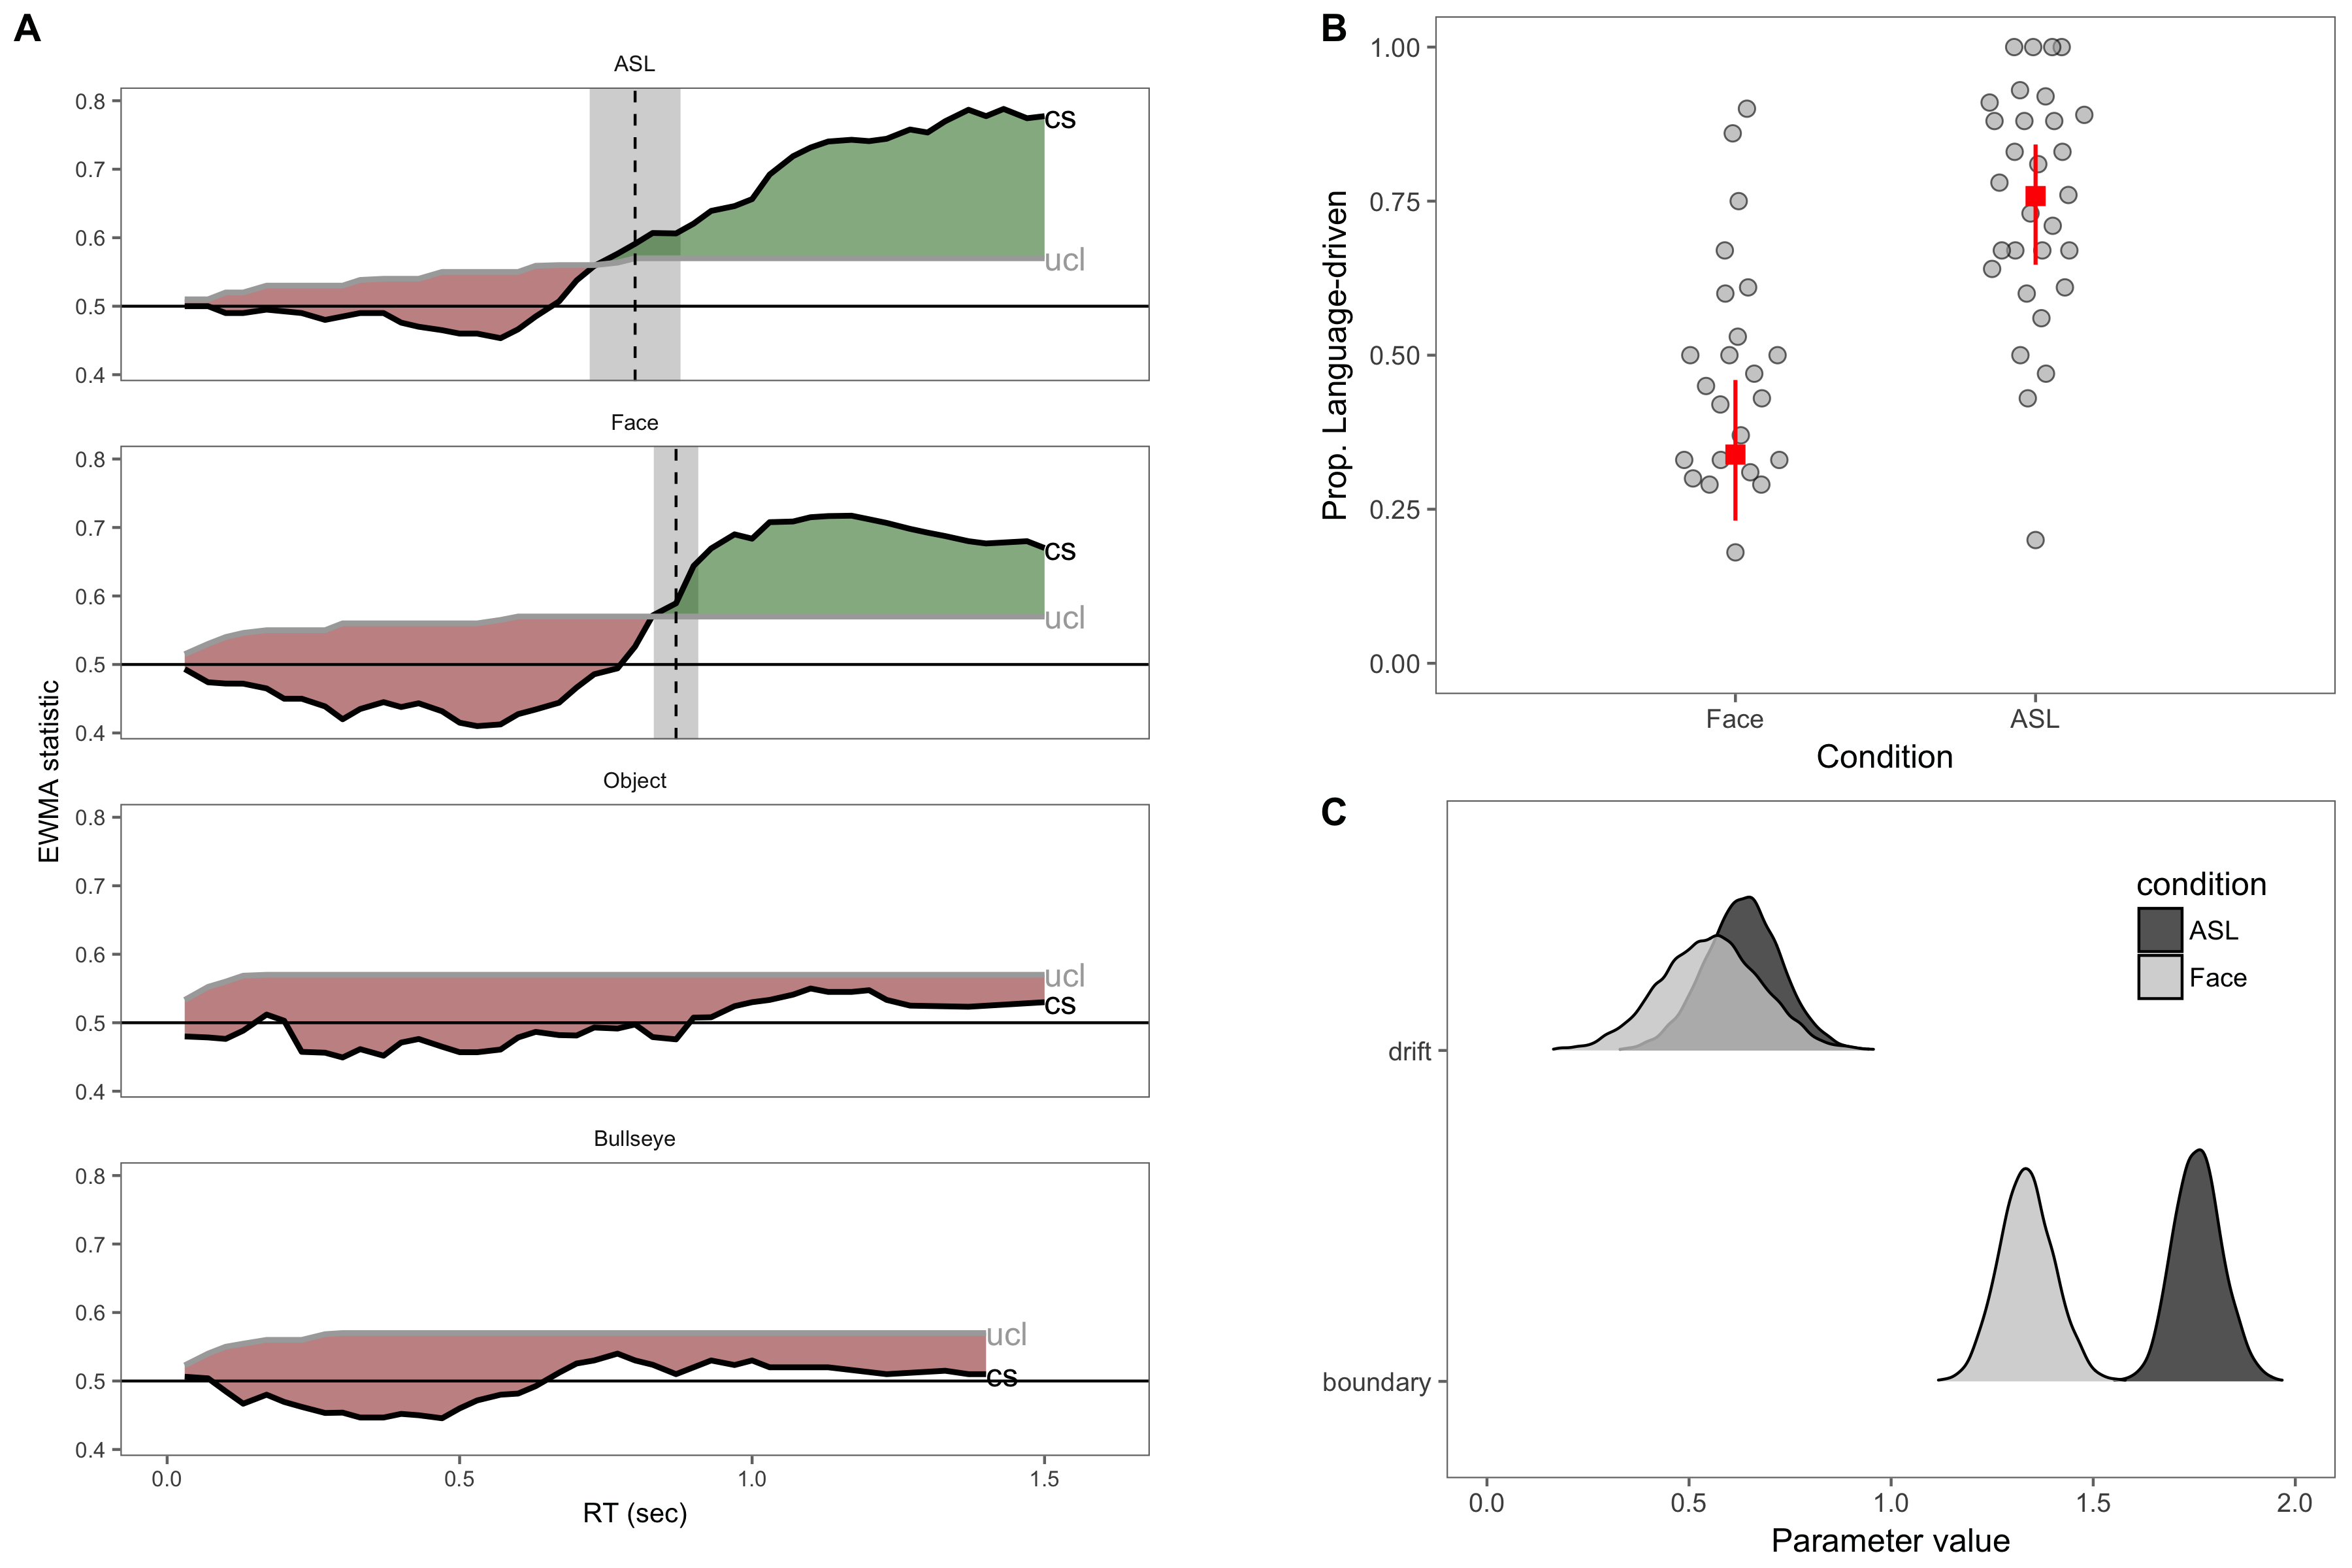 A
ASL
0.8
0.7
0.6
0.5
0.4
cs
ucl
Face
0.8
0.7
0.6
0.5
0.4
cs
ucl
Object
0.8
0.7
0.6
0.5
0.4
ucl
cs
Bullseye
0.8
0.7
0.6
0.5
0.4
ucl
cs
0.0 0.5 1.0 1.5
RT (sec)
EWMA statistic
B
1.00
0.75
0.50
0.25
0.00
Prop. Language-driven
Face ASL
Condition
C
condition
ASL
Face
drift
boundary
0.0 0.5 1.0 1.5 2.0
Parameter value